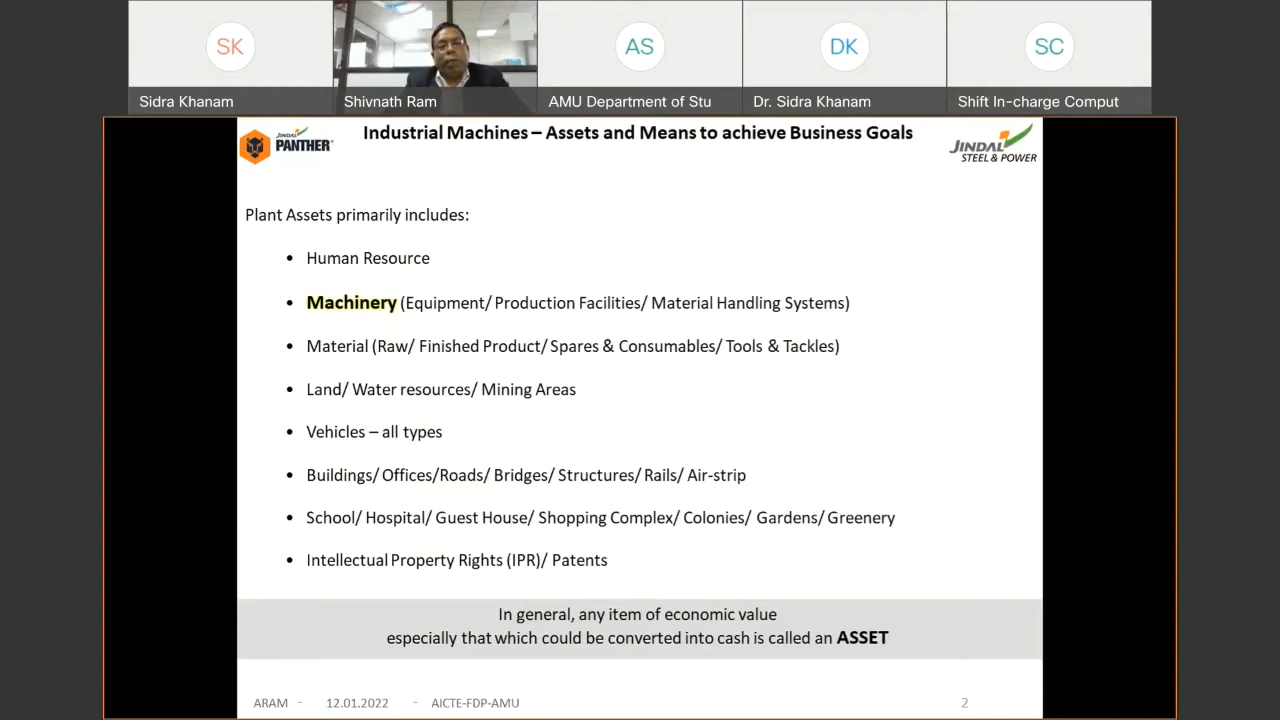 SK
AS
DK
SC
Sidra Khanam
Shivnath Ram
AMU Department of Stu
Dr. Sidra Khanam
Shift In-charge Comput
JINDAL
PANTHER
Industrial Machines – Assets and Means to achieve Business Goals
JINDAL
STEEL & POWER
Plant Assets primarily includes:
• Human Resource
• Machinery (Equipment/ Production Facilities/ Material Handling Systems)
• Material (Raw/ Finished Product/ Spares & Consumables/ Tools & Tackles)
• Land/ Water resources/ Mining Areas
• Vehicles – all types
• Buildings/ Offices/Roads/ Bridges/ Structures/ Rails/ Air-strip
• School/ Hospital/ Guest House/ Shopping Complex/ Colonies/ Gardens/ Greenery
• Intellectual Property Rights (IPR)/ Patents
In general, any item of economic value
especially that which could be converted into cash is called an ASSET
ARAM - 12.01.2022 - AICTE-FDP-AMU 2